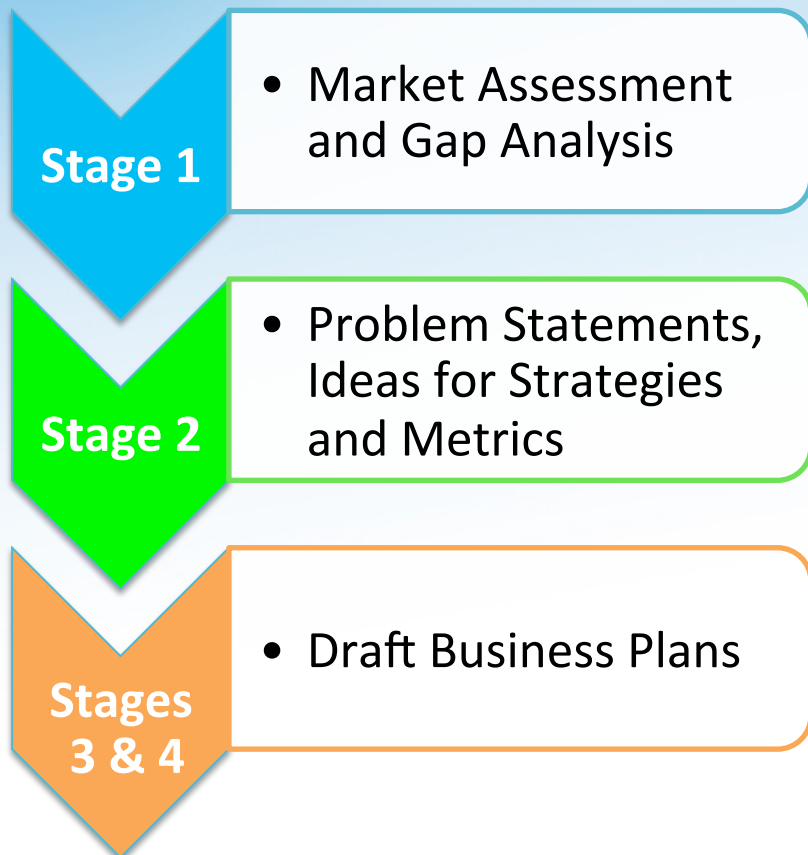 Stage 1
• Market Assessment
and Gap Analysis
Stage 2
• Problem Statements,
Ideas for Strategies
and Metrics
Stages
3 & 4
• Draft Business Plans